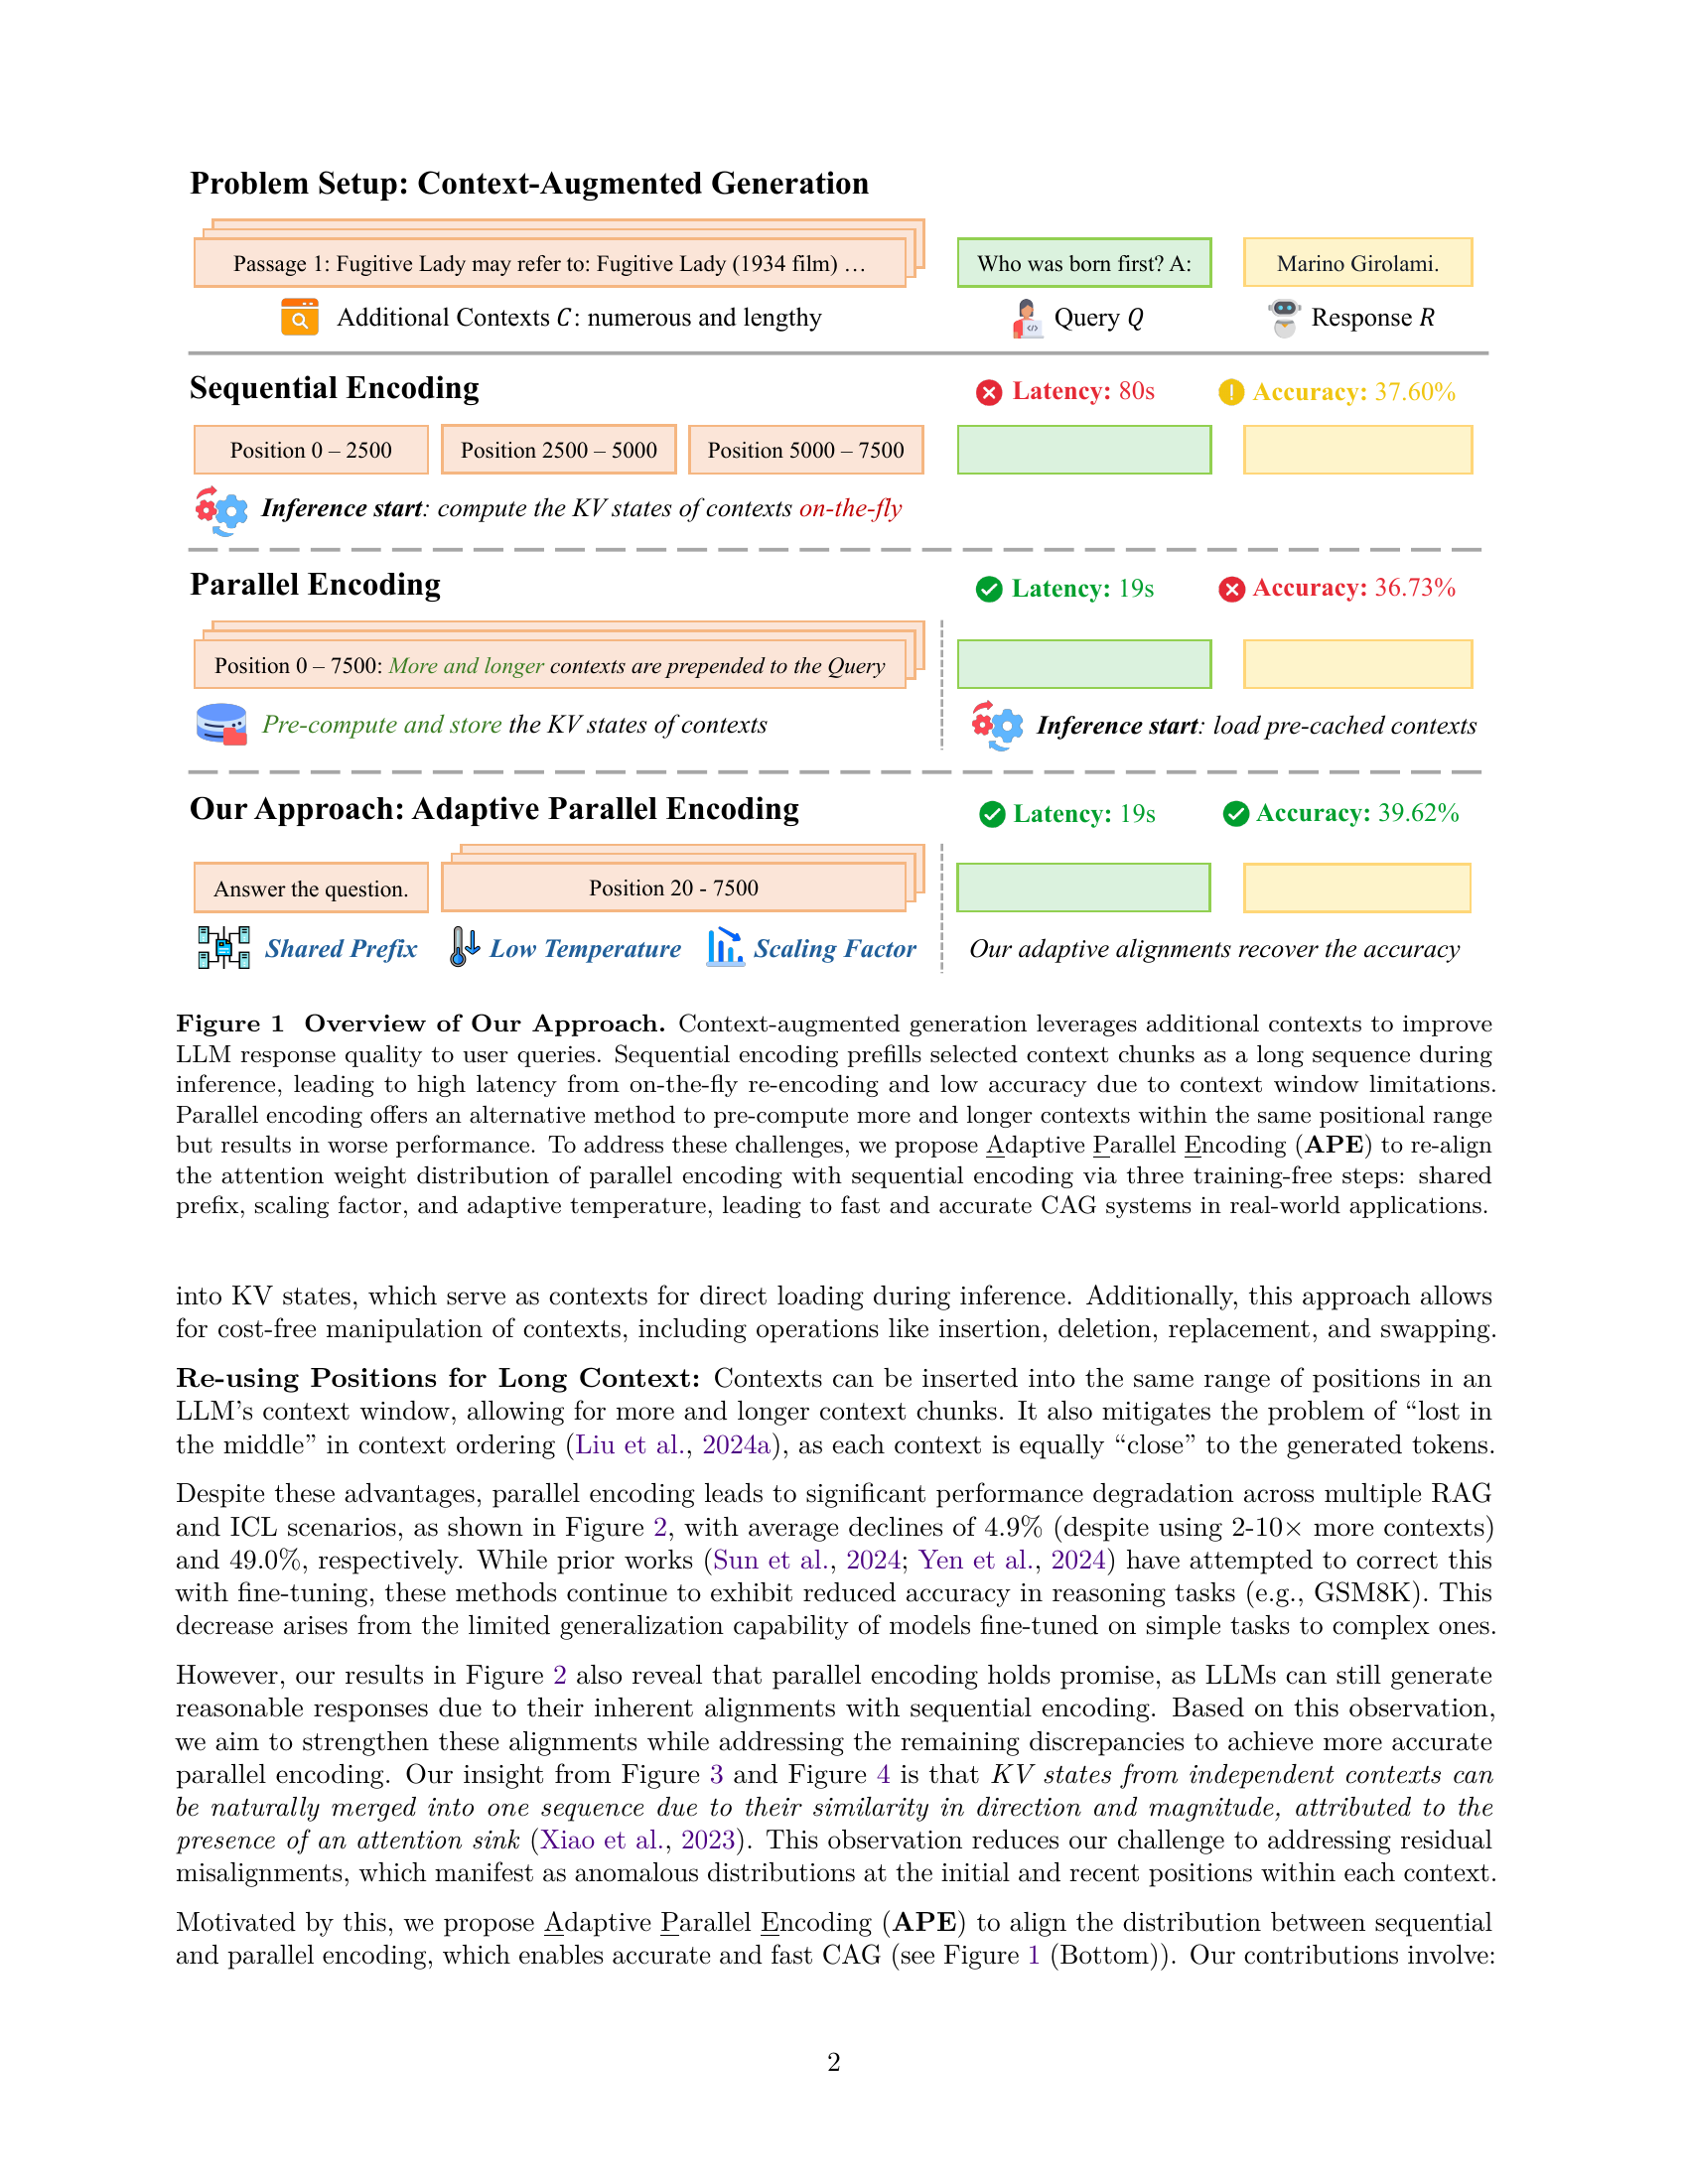 Problem Setup: Context-Augmented Generation
Passage 1: Fugitive Lady may refer to: Fugitive Lady (1934 film) …
Who was born first? A:
Marino Girolami.
Additional Contexts C: numerous and lengthy
Query Q
Response R
Sequential Encoding
Latency: 80s
Accuracy: 37.60%
Position 0 – 2500
Position 2500 – 5000
Position 5000 – 7500
Inference start: compute the KV states of contexts on-the-fly
Parallel Encoding
Latency: 19s
Accuracy: 36.73%
Position 0 – 7500: More and longer contexts are prepended to the Query
Pre-compute and store the KV states of contexts
Inference start: load pre-cached contexts
Our Approach: Adaptive Parallel Encoding
Latency: 19s
Accuracy: 39.62%
Answer the question.
Position 20 - 7500
Shared Prefix
Low Temperature
Scaling Factor
Our adaptive alignments recover the accuracy
Figure 1 Overview of Our Approach. Context-augmented generation leverages additional contexts to improve
LLM response quality to user queries. Sequential encoding prefills selected context chunks as a long sequence during
inference, leading to high latency from on-the-fly re-encoding and low accuracy due to context window limitations.
Parallel encoding offers an alternative method to pre-compute more and longer contexts within the same positional range
but results in worse performance. To address these challenges, we propose Adaptive Parallel Encoding (APE) to re-align
the attention weight distribution of parallel encoding with sequential encoding via three training-free steps: shared
prefix, scaling factor, and adaptive temperature, leading to fast and accurate CAG systems in real-world applications.
into KV states, which serve as contexts for direct loading during inference. Additionally, this approach allows
for cost-free manipulation of contexts, including operations like insertion, deletion, replacement, and swapping.
Re-using Positions for Long Context: Contexts can be inserted into the same range of positions in an
LLM's context window, allowing for more and longer context chunks. It also mitigates the problem of “lost in
the middle” in context ordering (Liu et al., 2024a), as each context is equally “close” to the generated tokens.
Despite these advantages, parallel encoding leads to significant performance degradation across multiple RAG
and ICL scenarios, as shown in Figure 2, with average declines of 4.9% (despite using 2-10× more contexts)
and 49.0%, respectively. While prior works (Sun et al., 2024; Yen et al., 2024) have attempted to correct this
with fine-tuning, these methods continue to exhibit reduced accuracy in reasoning tasks (e.g., GSM8K). This
decrease arises from the limited generalization capability of models fine-tuned on simple tasks to complex ones.
However, our results in Figure 2 also reveal that parallel encoding holds promise, as LLMs can still generate
reasonable responses due to their inherent alignments with sequential encoding. Based on this observation,
we aim to strengthen these alignments while addressing the remaining discrepancies to achieve more accurate
parallel encoding. Our insight from Figure 3 and Figure 4 is that KV states from independent contexts can
be naturally merged into one sequence due to their similarity in direction and magnitude, attributed to the
presence of an attention sink (Xiao et al., 2023). This observation reduces our challenge to addressing residual
misalignments, which manifest as anomalous distributions at the initial and recent positions within each context.
Motivated by this, we propose Adaptive Parallel Encoding (APE) to align the distribution between sequential
and parallel encoding, which enables accurate and fast CAG (see Figure 1 (Bottom)). Our contributions involve:
2